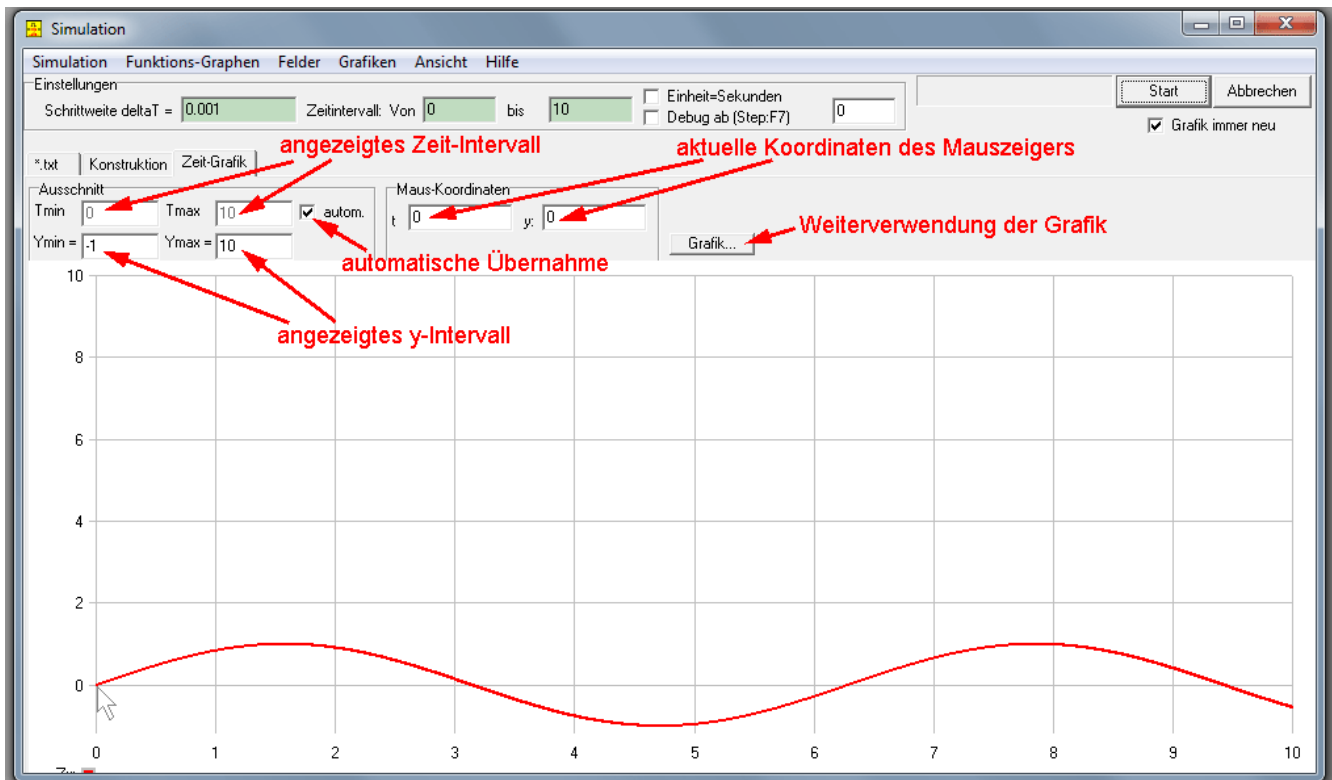 Simulation
Simulation Funktions-Graphen Felder Grafiken Ansicht Hilfe
Einstellungen
Schrittweite deltaT = 0.001 Zeitintervall: Von 0 bis 10
Einheit=Sekunden
Debug ab (Step:F7) 0
Start Abbrechen
Grafik immer neu
angezeigtes Zeit-Intervall
aktuelle Koordinaten des Mauszeigers
*.txt Konstruktion Zeit-Grafik
Ausschnitt
Tmin 0 Tmax 10 autom.
Ymin = -1 Ymax = 10
Maus-Koordinaten
t 0 y: 0
Grafik...
Weiterverwendung der Grafik
automatische Übernahme
angezeigtes y-Intervall
10
8
6
4
2
0
0 1 2 3 4 5 6 7 8 9 10